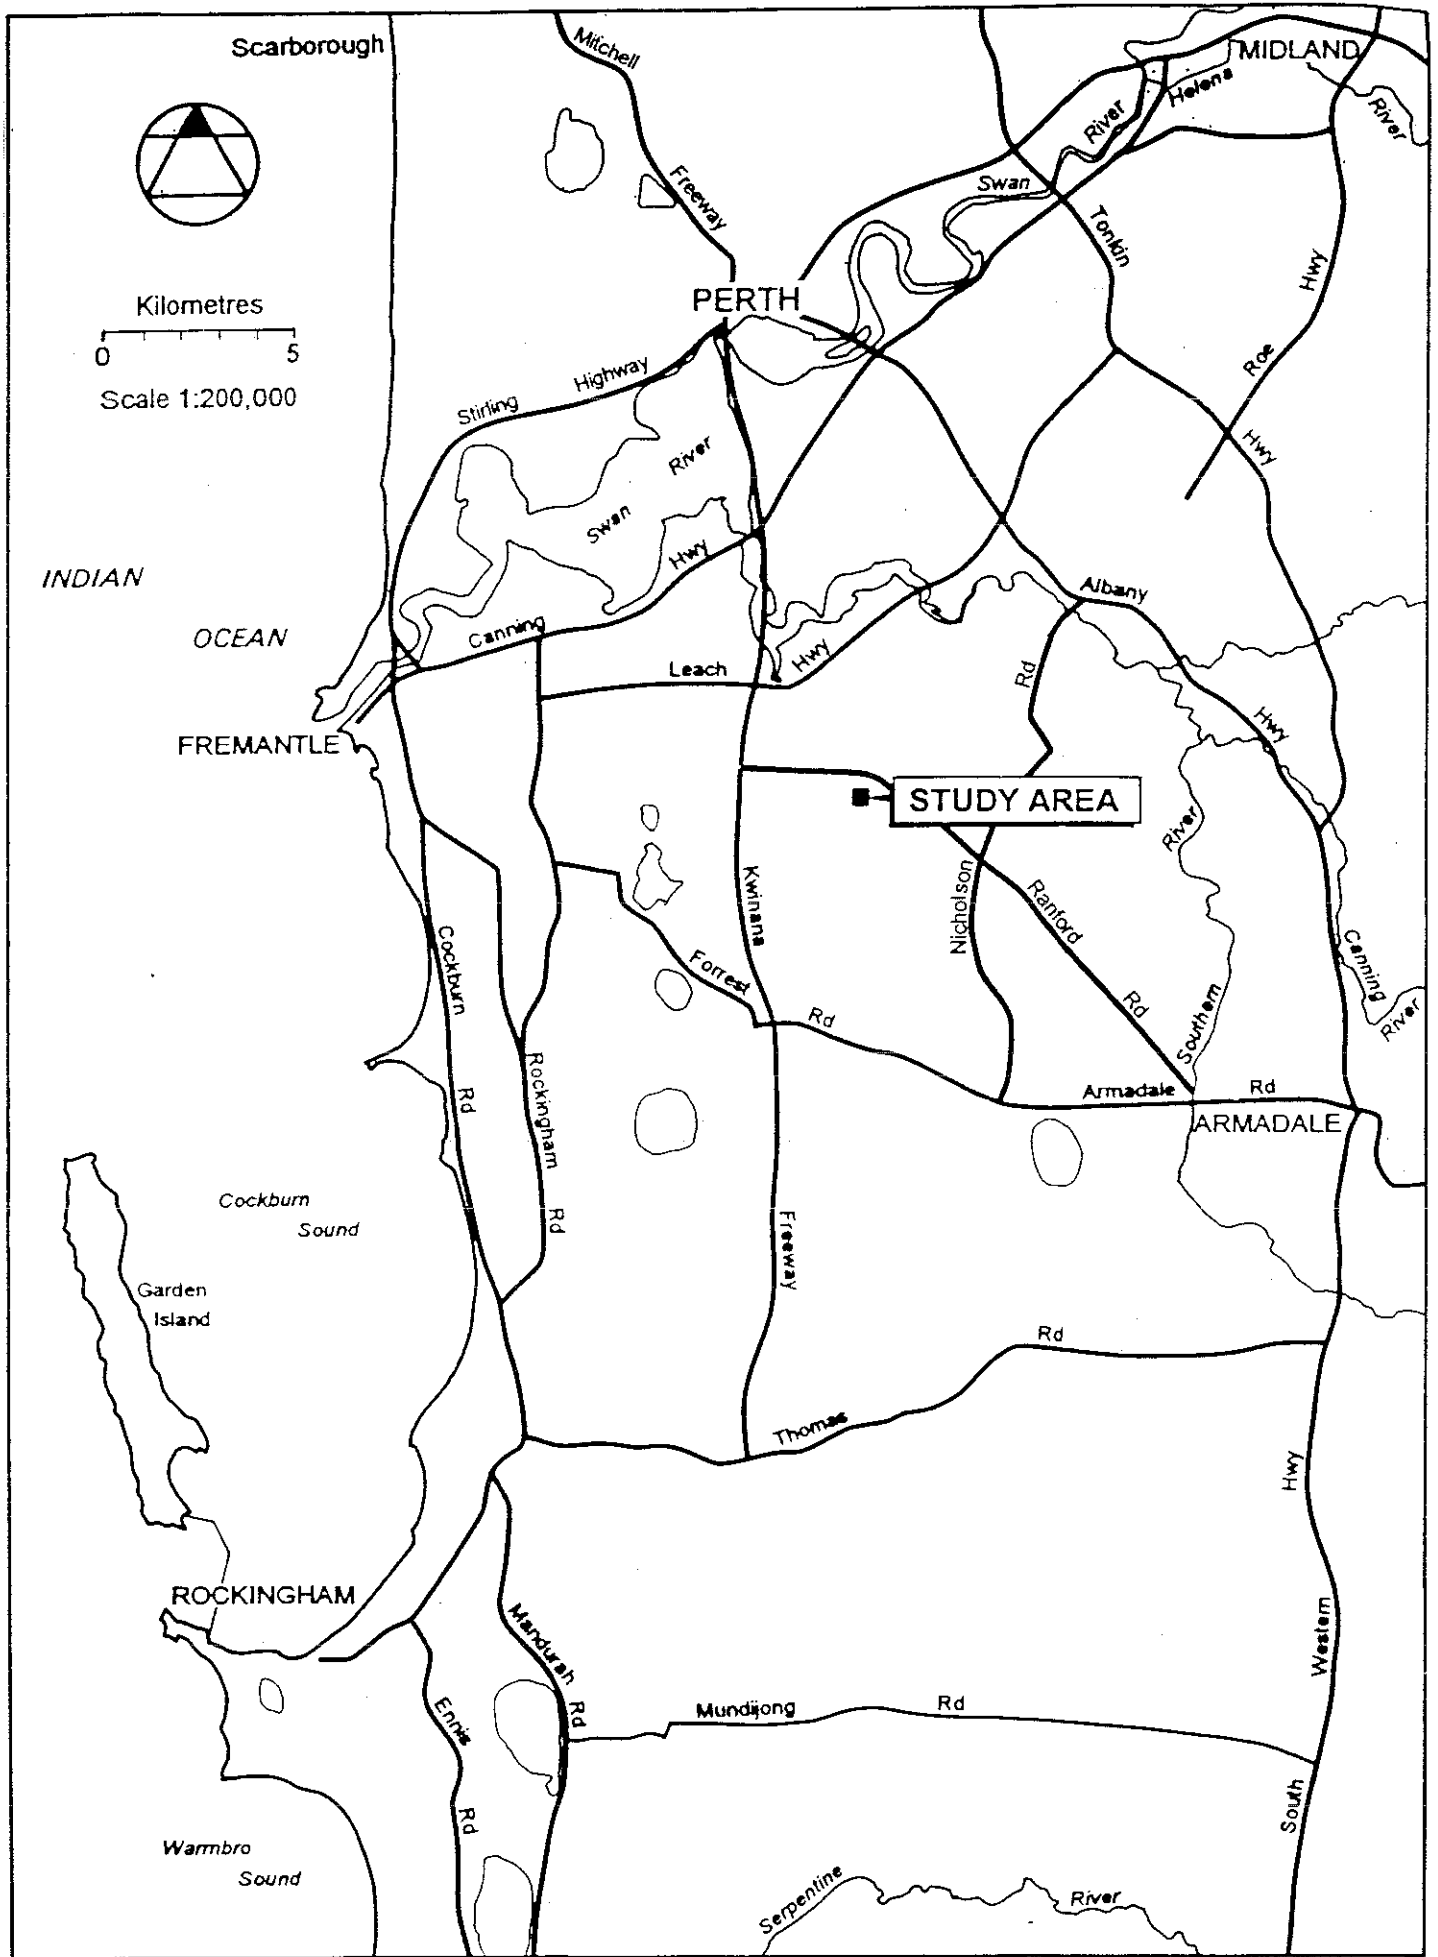 Scarborough
Mitchell
Freeway
MIDLAND
Helena
River
River
Swan
Tonkin
Hwy
Hwy
Roe
Kilometres
0 5
Scale 1:200,000
PERTH
Stirling Highway
Swan River
INDIAN
OCEAN
Canning Hwy
Leach Hwy
Albany
Hwy
Rd
FREMANTLE
STUDY AREA
River
Kwinana
Nicholson
Ranford
Rd
Cockburn
Rd
Forrest
Rd
Southern
Canning
River
Rockingham
Rd
Armadale Rd
ARMADALE
Cockburn
Sound
Freeway
Garden
Island
Rd
Thomas
Hwy
ROCKINGHAM
Mandurah
Rd
Western
Ennis
Rd
Mundijong Rd
South
Warmbro
Sound
Serpentine River